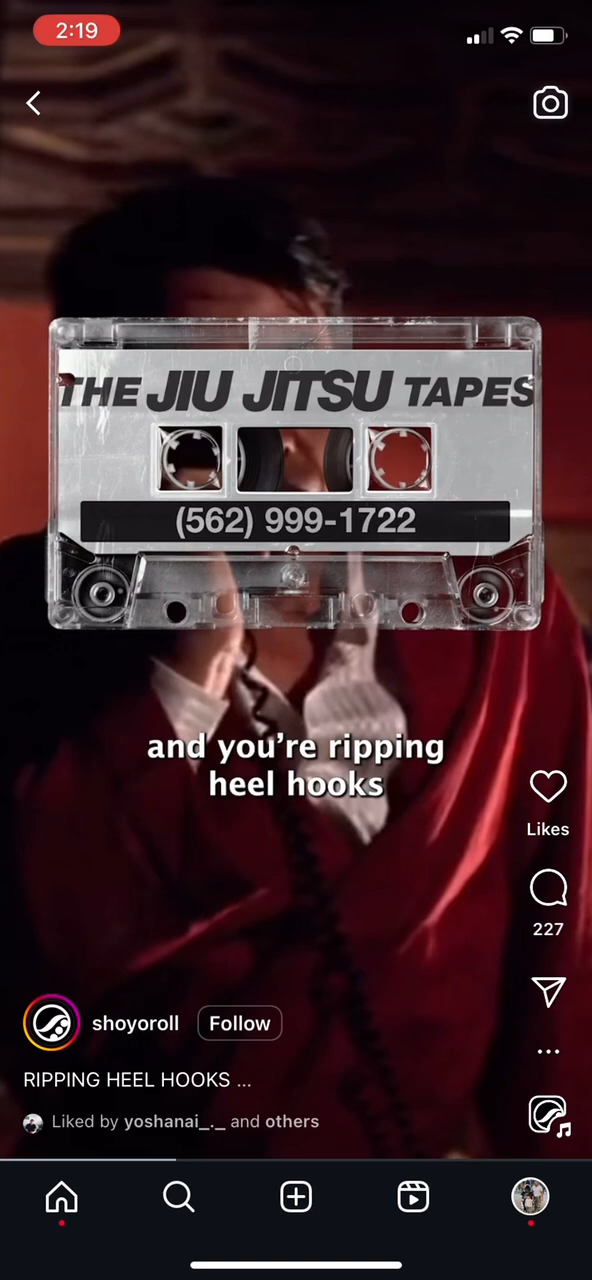 2:19
THE JIU JITSU TAPES
(562) 999-1722
and you’re ripping
heel hooks
Likes
227
shoyoroll
Follow
RIPPING HEEL HOOKS ...
Liked by yoshanai_._ and others